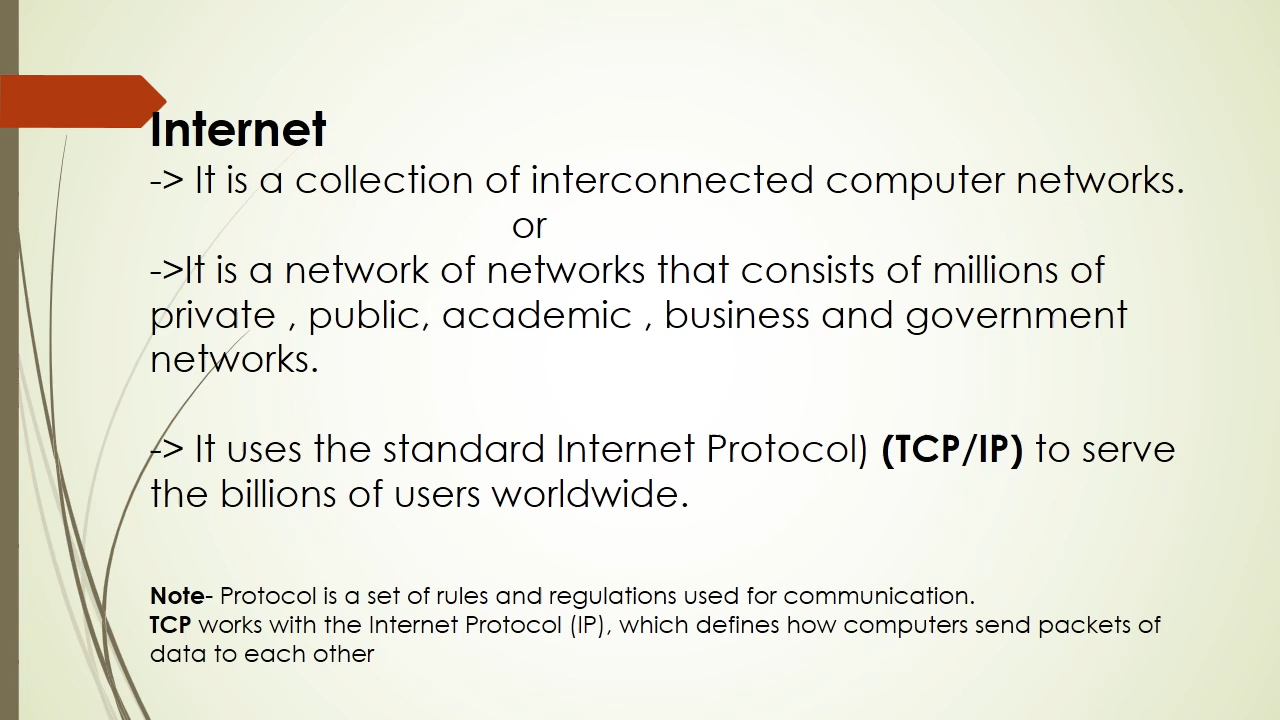 Internet
-> It is a collection of interconnected computer networks.
or
->It is a network of networks that consists of millions of
private , public, academic , business and government
networks.
-> It uses the standard Internet Protocol) (TCP/IP) to serve
the billions of users worldwide.
Note- Protocol is a set of rules and regulations used for communication.
TCP works with the Internet Protocol (IP), which defines how computers send packets of
data to each other